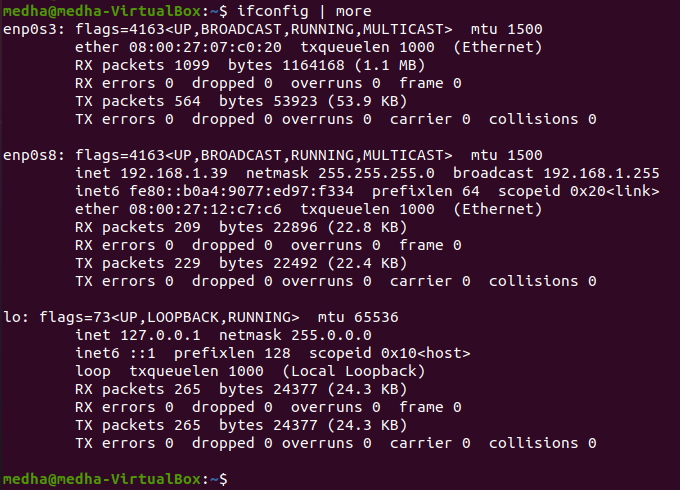 medha@medha-VirtualBox:~$ ifconfig | more
enp0s3: flags=4163<UP,BROADCAST,RUNNING,MULTICAST>  mtu 1500
        ether 08:00:27:07:c0:20  txqueuelen 1000  (Ethernet)
        RX packets 1099  bytes 1164168 (1.1 MB)
        RX errors 0  dropped 0  overruns 0  frame 0
        TX packets 564  bytes 53923 (53.9 KB)
        TX errors 0  dropped 0 overruns 0  carrier 0  collisions 0

enp0s8: flags=4163<UP,BROADCAST,RUNNING,MULTICAST>  mtu 1500
        inet 192.168.1.39  netmask 255.255.255.0  broadcast 192.168.1.255
        inet6 fe80::b0a4:9077:ed97:f334  prefixlen 64  scopeid 0x20<link>
        ether 08:00:27:12:c7:c6  txqueuelen 1000  (Ethernet)
        RX packets 209  bytes 22896 (22.8 KB)
        RX errors 0  dropped 0  overruns 0  frame 0
        TX packets 229  bytes 22492 (22.4 KB)
        TX errors 0  dropped 0 overruns 0  carrier 0  collisions 0

lo: flags=73<UP,LOOPBACK,RUNNING>  mtu 65536
        inet 127.0.0.1  netmask 255.0.0.0
        inet6 ::1  prefixlen 128  scopeid 0x10<host>
        loop  txqueuelen 1000  (Local Loopback)
        RX packets 265  bytes 24377 (24.3 KB)
        RX errors 0  dropped 0  overruns 0  frame 0
        TX packets 265  bytes 24377 (24.3 KB)
        TX errors 0  dropped 0 overruns 0  carrier 0  collisions 0

medha@medha-VirtualBox:~$